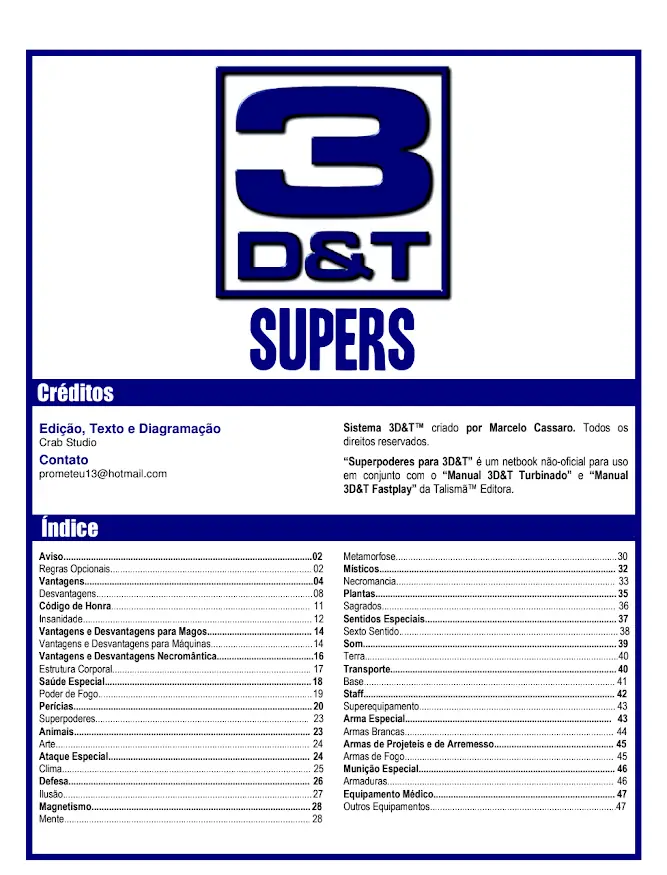 3
D&T
SUPERS
Créditos
Edição, Texto e Diagramação
Crab Studio
Contato
prometeu13@hotmail.com
Sistema 3D&T™ criado por Marcelo Cassaro. Todos os
direitos reservados.
“Superpoderes para 3D&T” é um netbook não-oficial para uso
em conjunto com o “Manual 3D&T Turbinado” e “Manual
3D&T Fastplay” da Talismã™ Editora.
Índice
Aviso....................02
Regras Opcionais....................02
Vantagens....................04
Desvantagens....................08
Código de Honra....................11
Insanidade....................12
Vantagens e Desvantagens para Magos....................14
Vantagens e Desvantagens para Máquinas....................14
Vantagens e Desvantagens Necromântica....................16
Estrutura Corporal....................17
Saúde Especial....................18
Poder de Fogo....................19
Perícias....................20
Superpoderes....................23
Animais....................23
Arte....................24
Ataque Especial....................24
Clima....................25
Defesa....................26
Ilusão....................27
Magnetismo....................28
Mente....................28
Metamorfose....................30
Místicos....................32
Necromancia....................33
Plantas....................35
Sagrados....................36
Sentidos Especiais....................37
Sexto Sentido....................38
Som....................39
Terra....................40
Transporte....................40
Base....................41
Staff....................42
Superequipamento....................43
Arma Especial....................43
Armas Brancas....................44
Armas de Projeteis e de Arremesso....................45
Armas de Fogo....................45
Munição Especial....................46
Armaduras....................46
Equipamento Médico....................47
Outros Equipamentos....................47